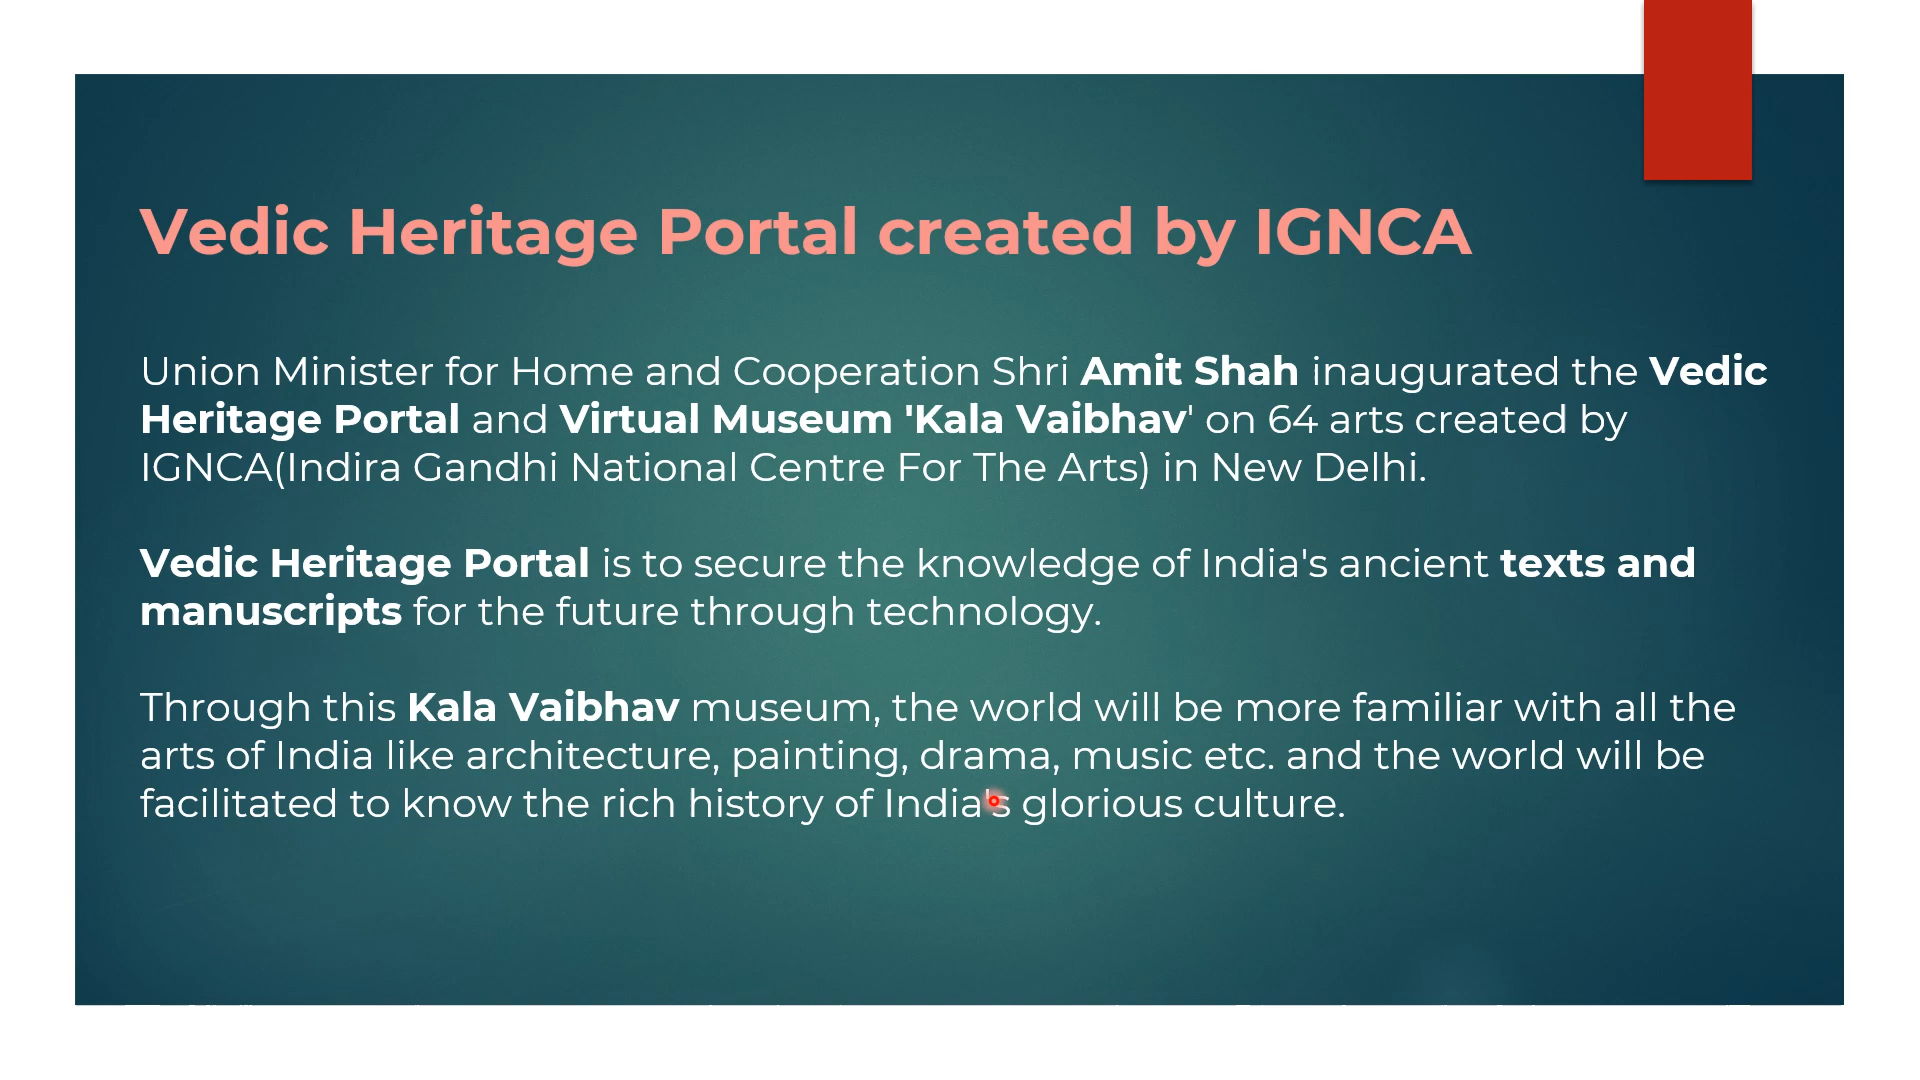 Vedic Heritage Portal created by IGNCA
Union Minister for Home and Cooperation Shri Amit Shah inaugurated the Vedic
Heritage Portal and Virtual Museum 'Kala Vaibhav' on 64 arts created by
IGNCA(Indira Gandhi National Centre For The Arts) in New Delhi.
Vedic Heritage Portal is to secure the knowledge of India's ancient texts and
manuscripts for the future through technology.
Through this Kala Vaibhav museum, the world will be more familiar with all the
arts of India like architecture, painting, drama, music etc. and the world will be
facilitated to know the rich history of India's glorious culture.